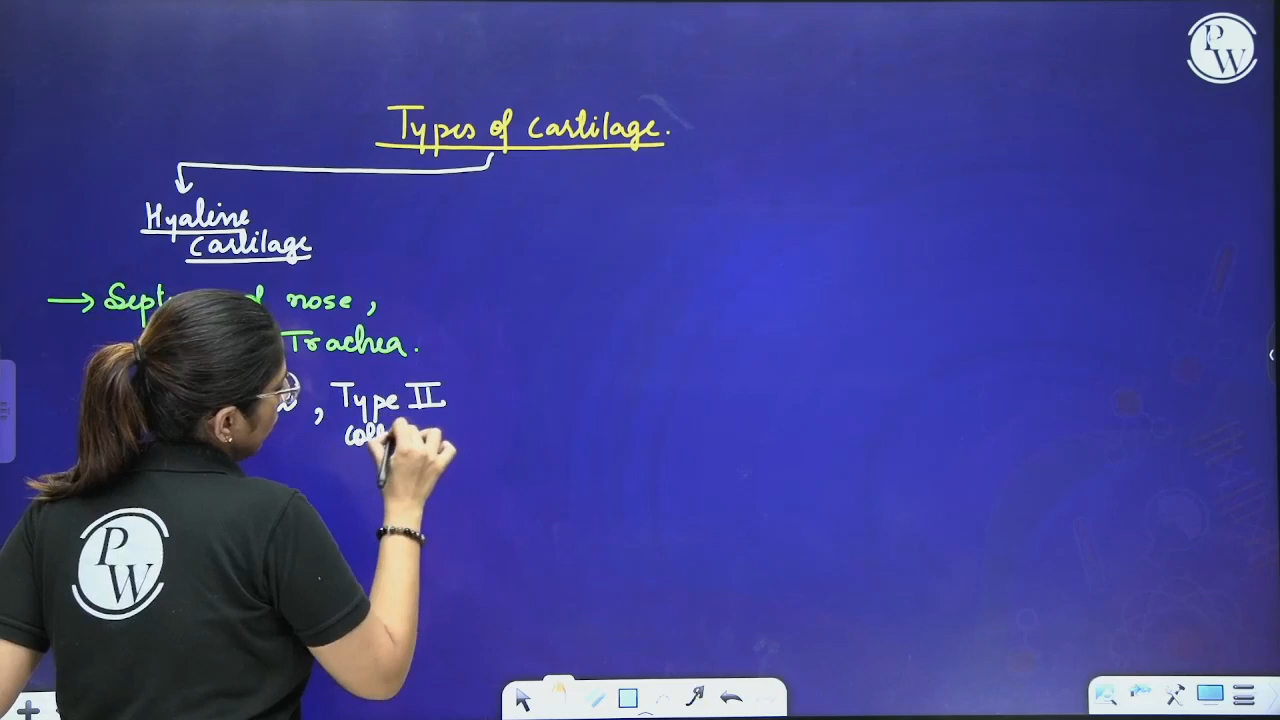 PW
Types of cartilage.
Hyaline
Cartilage
→ nose,
Trachea.
, Type II
PW